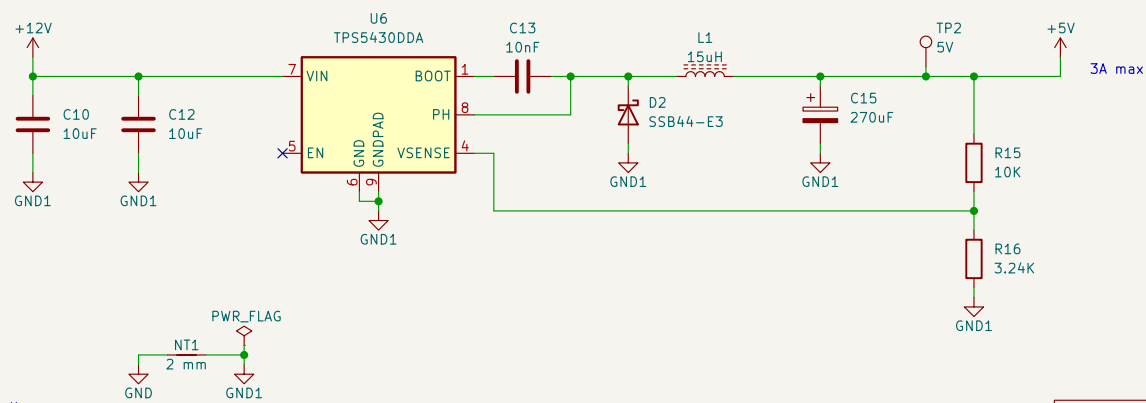 +12V
C10
10uF
GND1
C12
10uF
GND1
U6
TPS5430DDA
7
VIN
BOOT
1
PH
8
5
EN
VSENSE
4
GND
GNDPAD
6
9
GND1
C13
10nF
D2
SSB44-E3
GND1
L1
15uH
+
C15
270uF
GND1
TP2
5V
+5V
3A max
R15
10K
R16
3.24K
GND1
PWR_FLAG
NT1
2 mm
GND
GND1